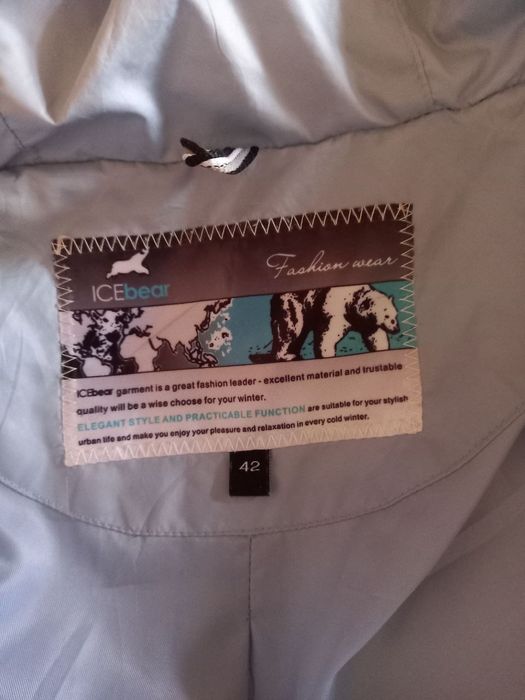 Fashion wear
ICEbear
ICEbear garment is a great fashion leader - excellent material and trustable
quality will be a wise choose for your winter.
ELEGANT STYLE AND PRACTICABLE FUNCTION are suitable for your stylish
urban life and make you enjoy your pleasure and relaxation in every cold winter.
42